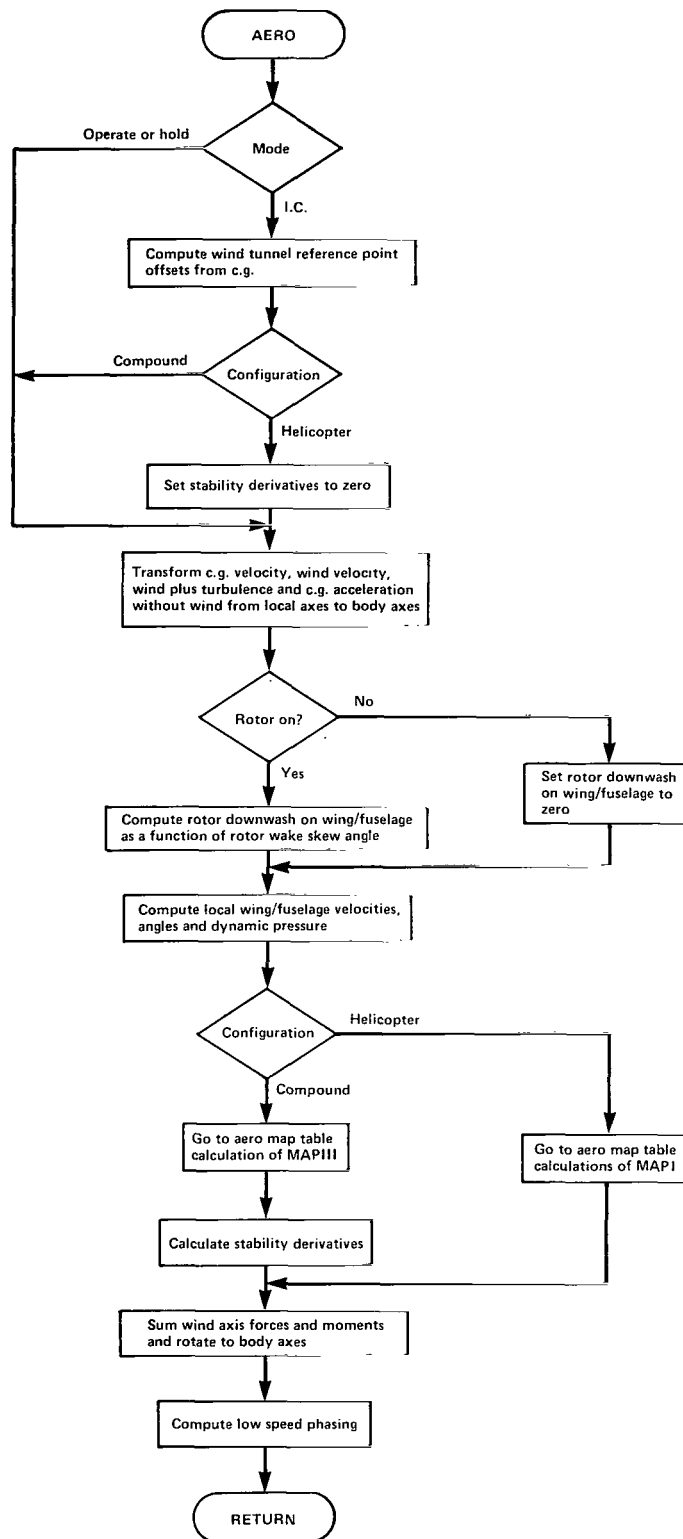 AERO
Operate or hold
Mode
I.C.
Compute wind tunnel reference point
offsets from c.g.
Compound
Configuration
Helicopter
Set stability derivatives to zero
Transform c.g. velocity, wind velocity,
wind plus turbulence and c.g. acceleration
without wind from local axes to body axes
No
Rotor on?
Yes
Set rotor downwash
on wing/fuselage to
zero
Compute rotor downwash on wing/fuselage
as a function of rotor wake skew angle
Compute local wing/fuselage velocities,
angles and dynamic pressure
Helicopter
Configuration
Compound
Go to aero map table
calculation of MAPIII
Go to aero map table
calculations of MAPI
Calculate stability derivatives
Sum wind axis forces and moments
and rotate to body axes
Compute low speed phasing
RETURN